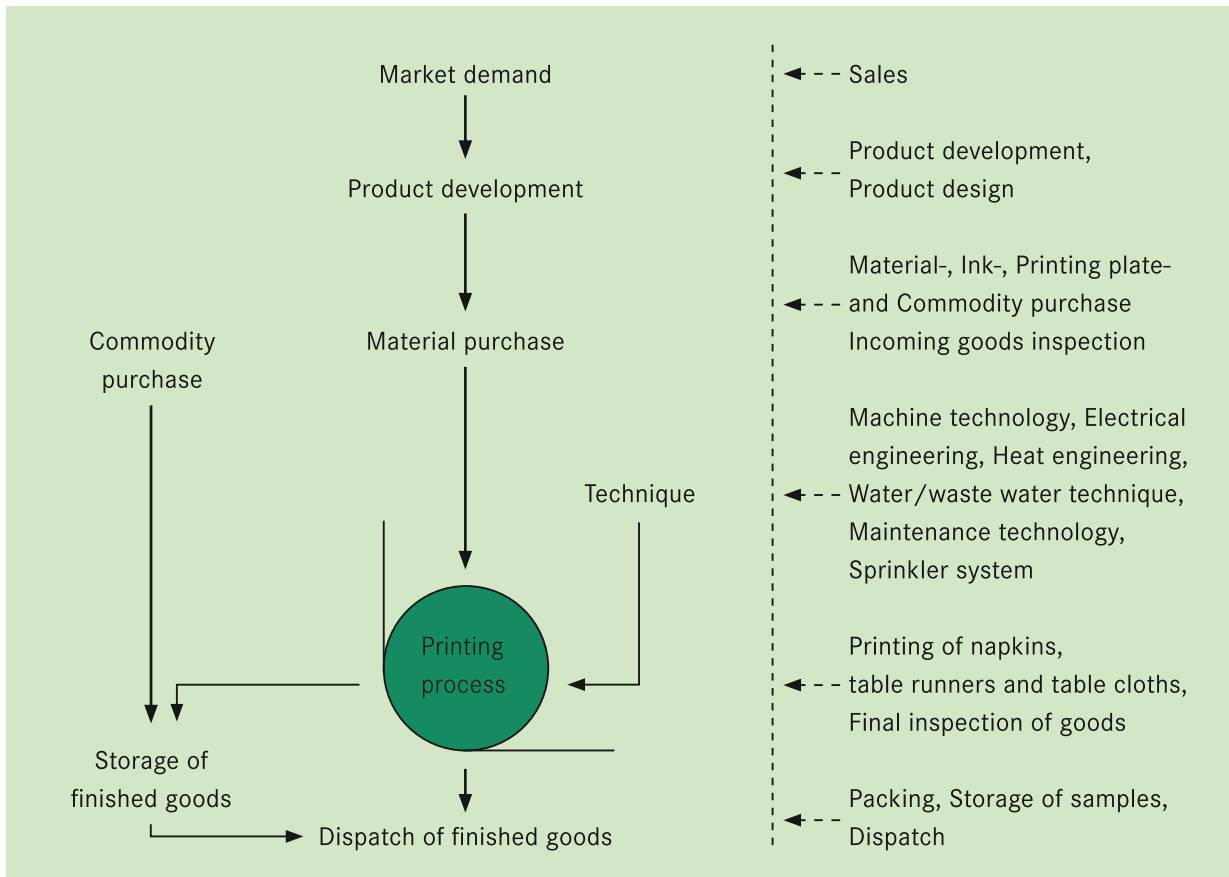 Market demand
Product development
Commodity
purchase
Material purchase
Technique
Printing
process
Storage of
finished goods
Dispatch of finished goods
Sales
Product development,
Product design
Material-, Ink-, Printing plate-
and Commodity purchase
Incoming goods inspection
Machine technology, Electrical
engineering, Heat engineering,
Water/waste water technique,
Maintenance technology,
Sprinkler system
Printing of napkins,
table runners and table cloths,
Final inspection of goods
Packing, Storage of samples,
Dispatch